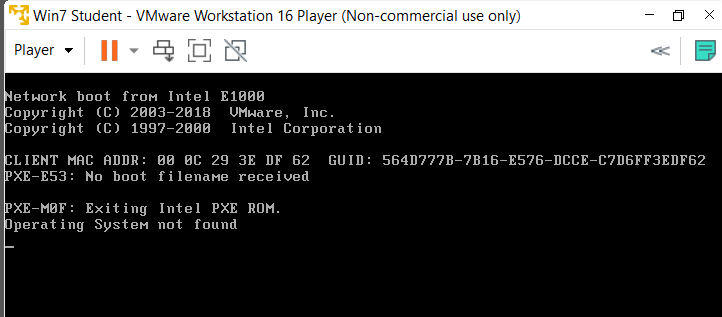 Win7 Student - VMware Workstation 16 Player (Non-commercial use only)
Player
Network boot from Intel E1000
Copyright (C) 2003-2018 VMware, Inc.
Copyright (C) 1997-2000 Intel Corporation
CLIENT MAC ADDR: 00 0C 29 3E DF 62 GUID: 564D777B-7B16-E576-DCCE-C7D6FF3EDF62
PXE-E53: No boot filename received
PXE-M0F: Exiting Intel PXE ROM.
Operating System not found